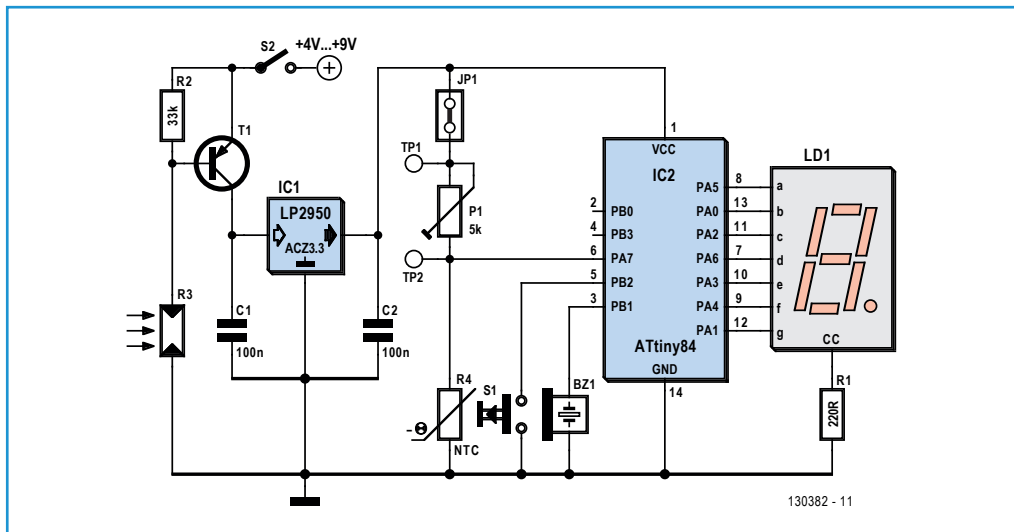 S2
+4V...+9V
R2
33k
T1
JP1
TP1
1
VCC
IC2
LD1
IC1
LP2950
ACZ3.3
P1
5k
TP2
2
PB0
4
PB3
6
PA7
5
PB2
3
PB1
PA5
8
a
PA0
13
b
PA2
11
c
PA6
7
d
PA3
10
e
PA4
9
f
PA1
12
g
CC
ATtiny84
GND
14
R3
C1
100n
C2
100n
R4
-ϑ
NTC
S1
BZ1
R1
220R
130382 - 11